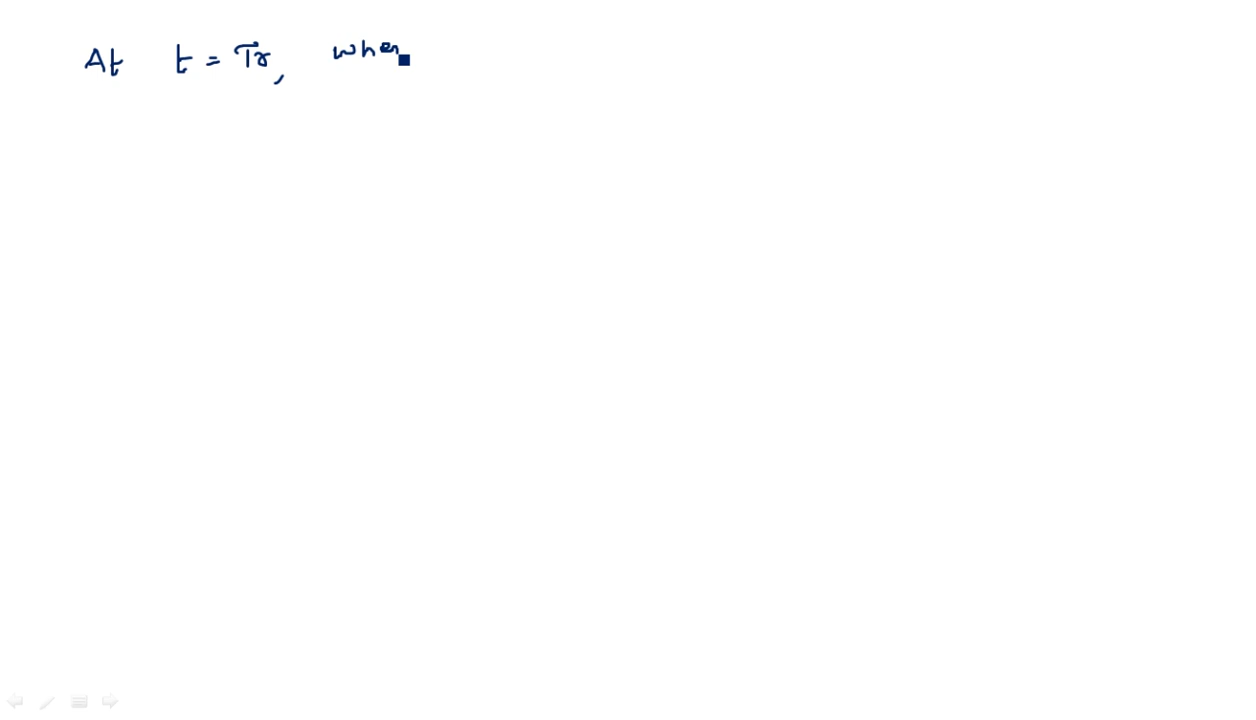 At t = Tr, when